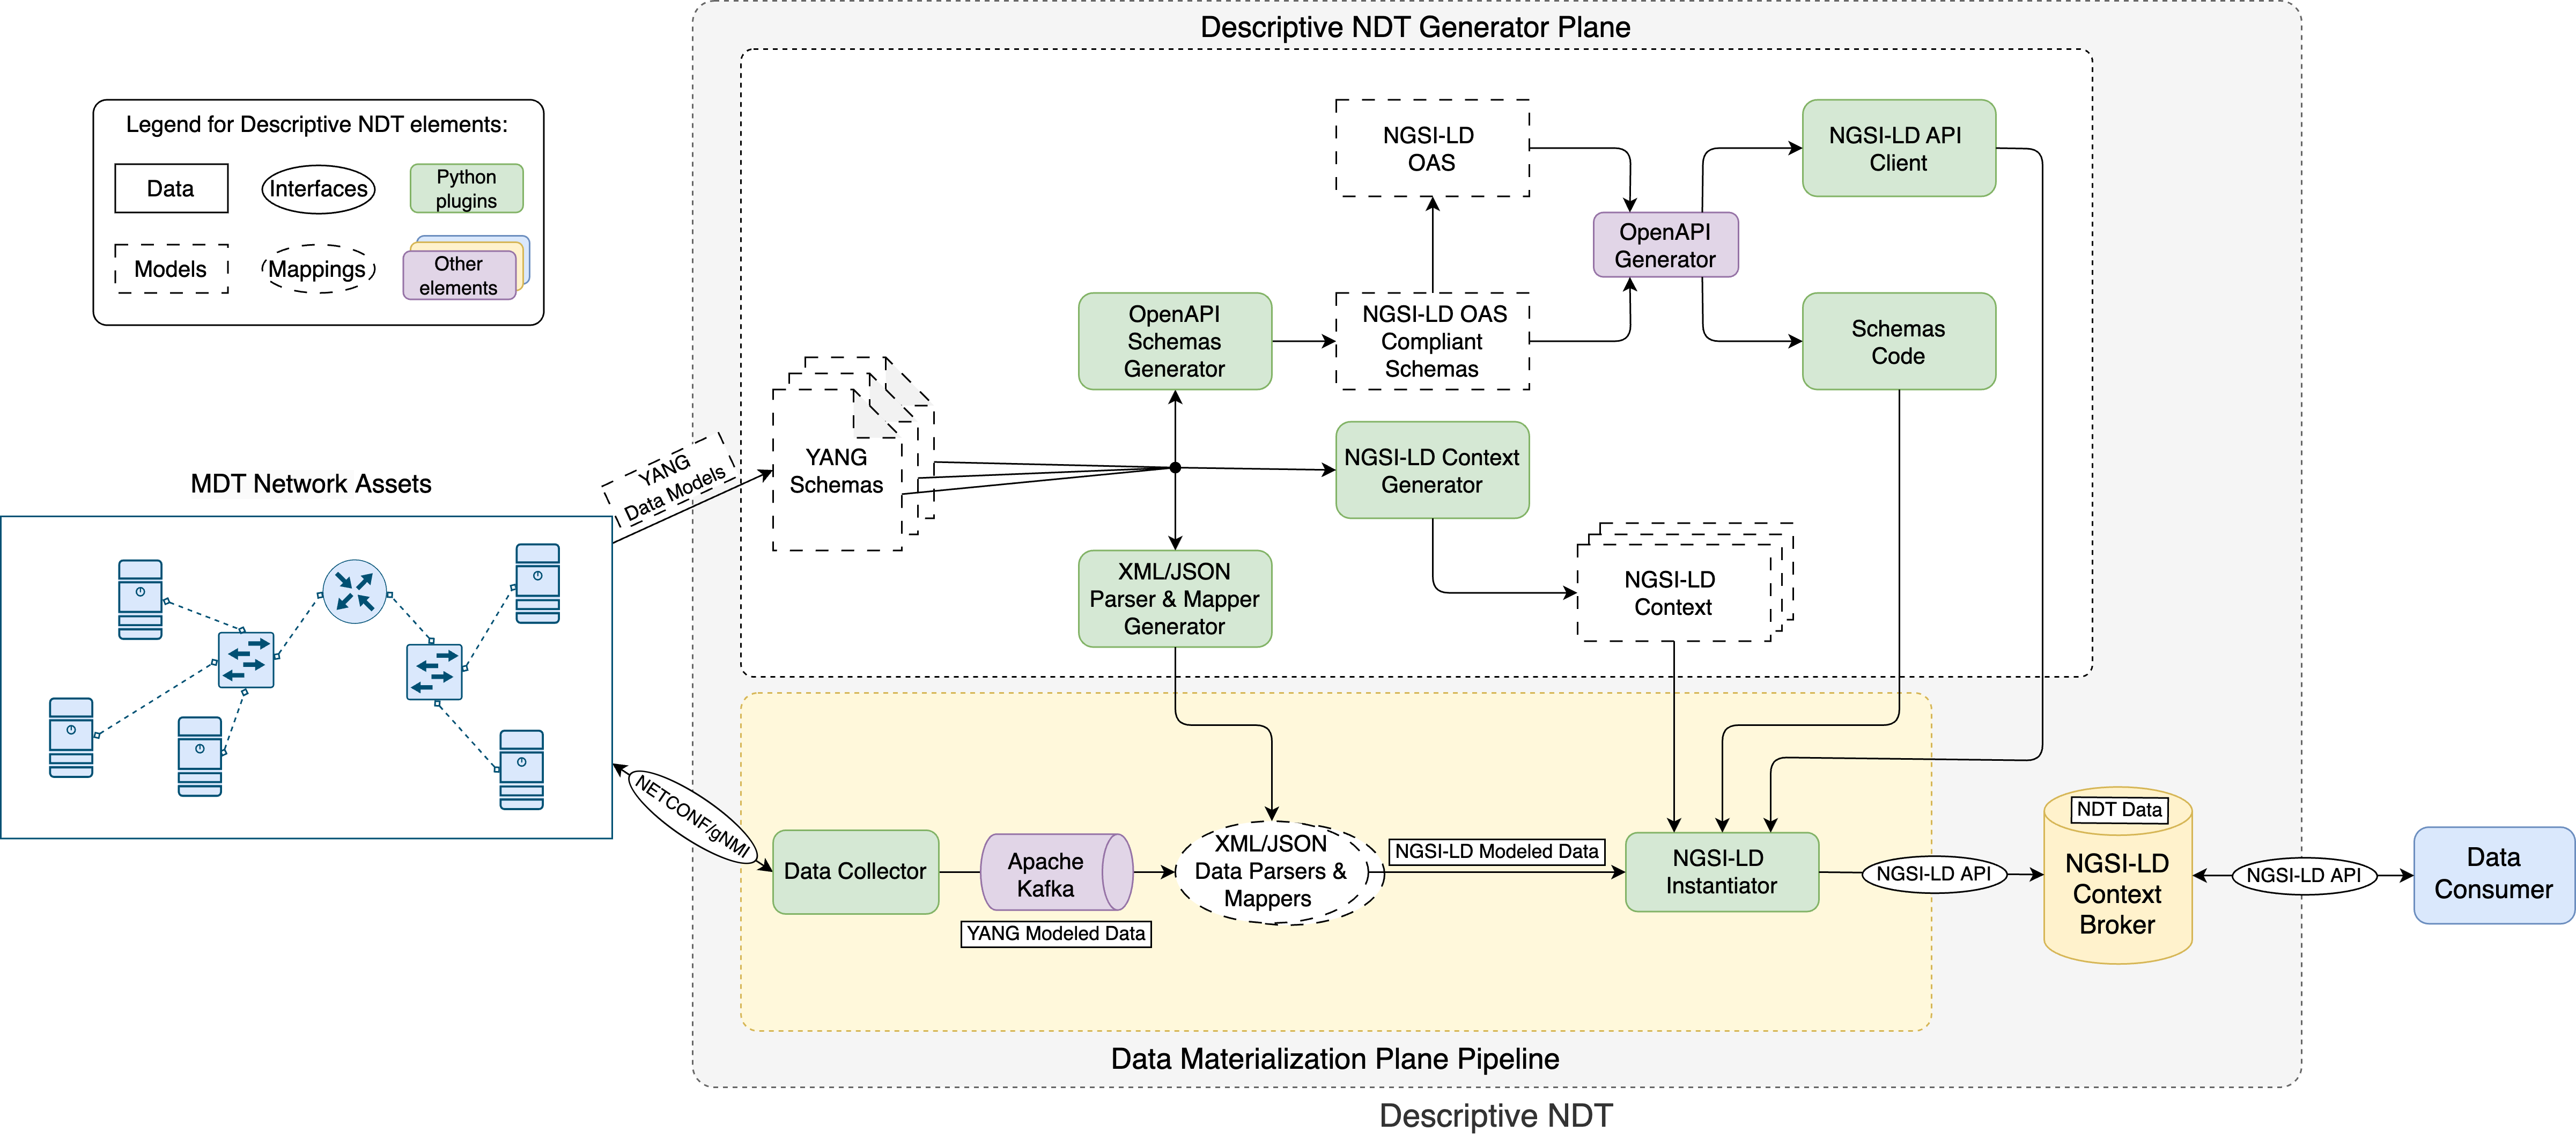 Descriptive NDT Generator Plane
Legend for Descriptive NDT elements:
Data
Interfaces
Python
plugins
Models
Mappings
Other
elements
NGSI-LD
OAS
NGSI-LD API
Client
OpenAPI
Generator
OpenAPI
Schemas
Generator
NGSI-LD OAS
Compliant
Schemas
Schemas
Code
YANG
Data Models
YANG
Schemas
NGSI-LD Context
Generator
MDT Network Assets
XML/JSON
Parser & Mapper
Generator
NGSI-LD
Context
NETCONF/gNMI
Data Collector
Apache
Kafka
YANG Modeled Data
XML/JSON
Data Parsers &
Mappers
NGSI-LD Modeled Data
NGSI-LD
Instantiator
NGSI-LD API
NDT Data
NGSI-LD
Context
Broker
NGSI-LD API
Data
Consumer
Data Materialization Plane Pipeline
Descriptive NDT